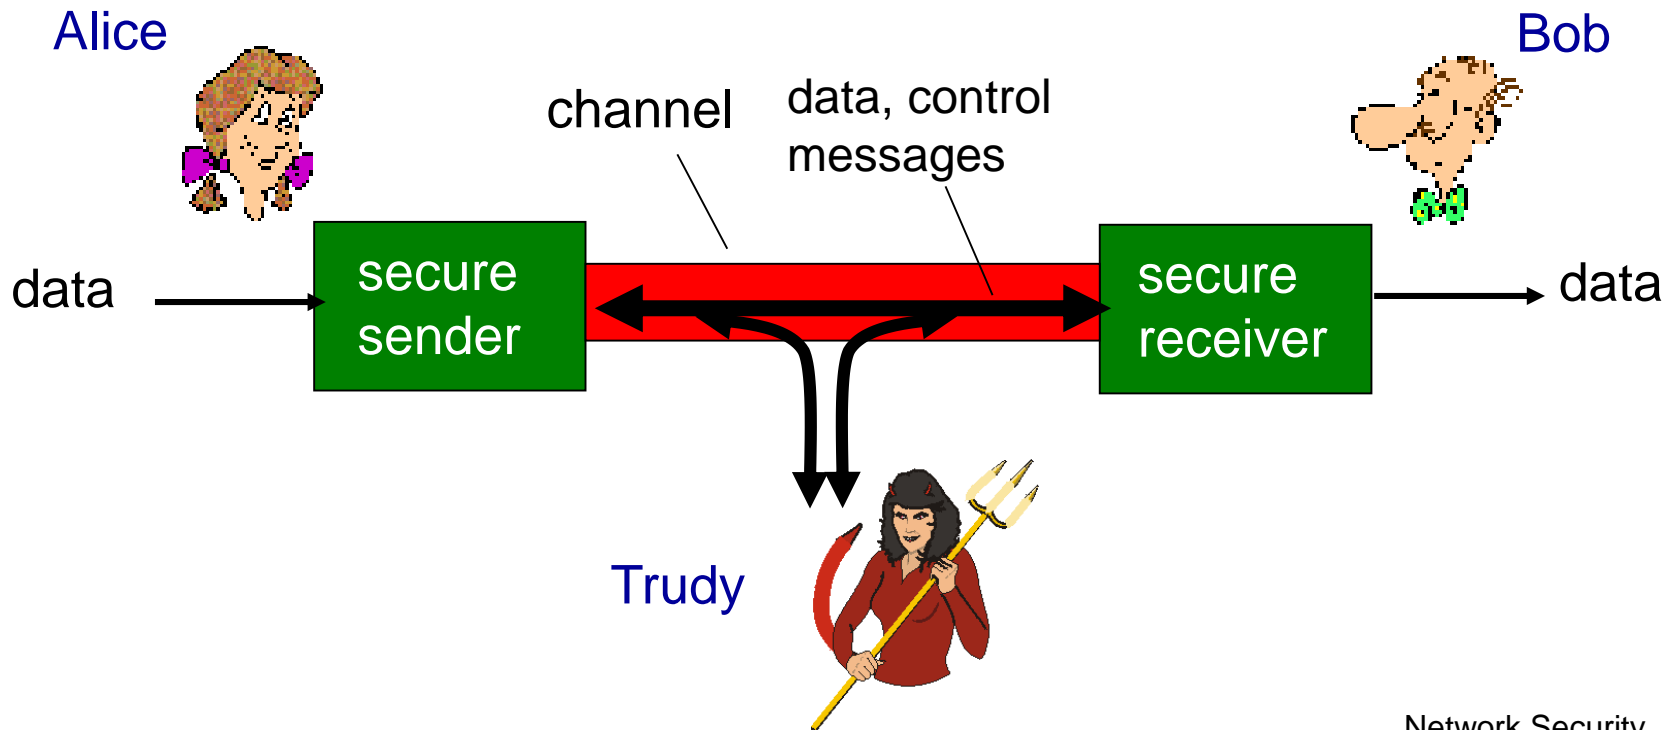 Alice
Bob
channel
data, control
messages
data
secure
sender
secure
receiver
data
Trudy
Network Security